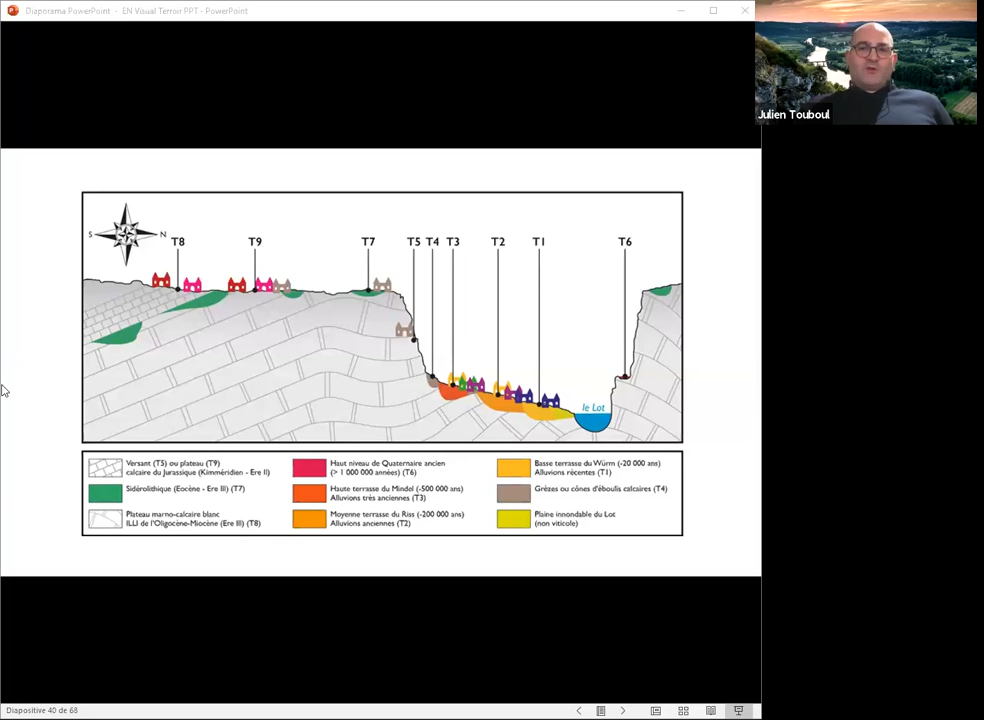 Diaporama PowerPoint - EN Visual Terroir PPT - PowerPoint
Julien Touboul
S N
T8 T9 T7 T5 T4 T3 T2 T1 T6
le Lot
Versant (T5) ou plateau (T9)
calcaire du Jurassique (Kimméridien - Ere II)
Sidérolithique (Eocène - Ere III) (T7)
Plateau marno-calcaire blanc
ILLI de l'Oligocène-Miocène (Ere III) (T8)
Haut niveau de Quaternaire ancien
(> 1 000 000 années) (T6)
Haute terrasse du Mindel (-500 000 ans)
Alluvions très anciennes (T3)
Moyenne terrasse du Riss (-200 000 ans)
Alluvions anciennes (T2)
Basse terrasse du Würm (-20 000 ans)
Alluvions récentes (T1)
Grèzes ou cônes d'éboulis calcaires (T4)
Plaine innondable du Lot
(non viticole)
Diapositive 40 de 68